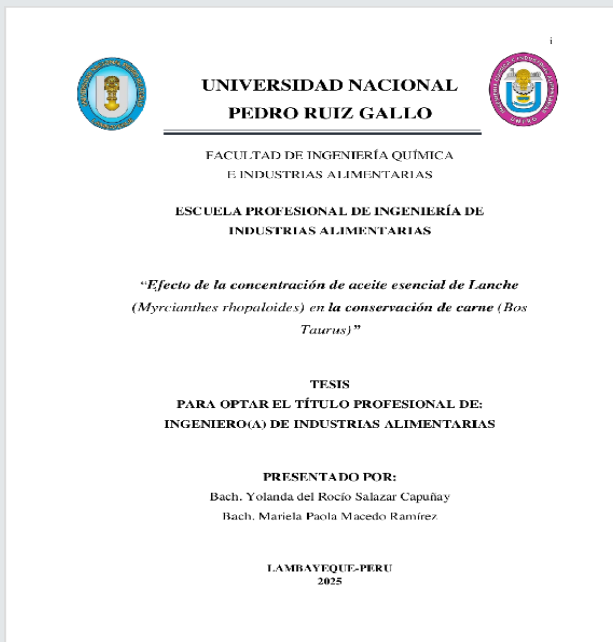 i
UNIVERSIDAD NACIONAL
PEDRO RUIZ GALLO
FACULTAD DE INGENIERÍA QUÍMICA
E INDUSTRIAS ALIMENTARIAS
ESCUELA PROFESIONAL DE INGENIERÍA DE
INDUSTRIAS ALIMENTARIAS
“Efecto de la concentración de aceite esencial de Lanche
(Myrcianthes rhopaloides) en la conservación de carne (Bos
Taurus)”
TESIS
PARA OPTAR EL TÍTULO PROFESIONAL DE:
INGENIERO(A) DE INDUSTRIAS ALIMENTARIAS
PRESENTADO POR:
Bach. Yolanda del Rocío Salazar Capuñay
Bach. Mariela Paola Macedo Ramírez
LAMBAYEQUE-PERU
2025